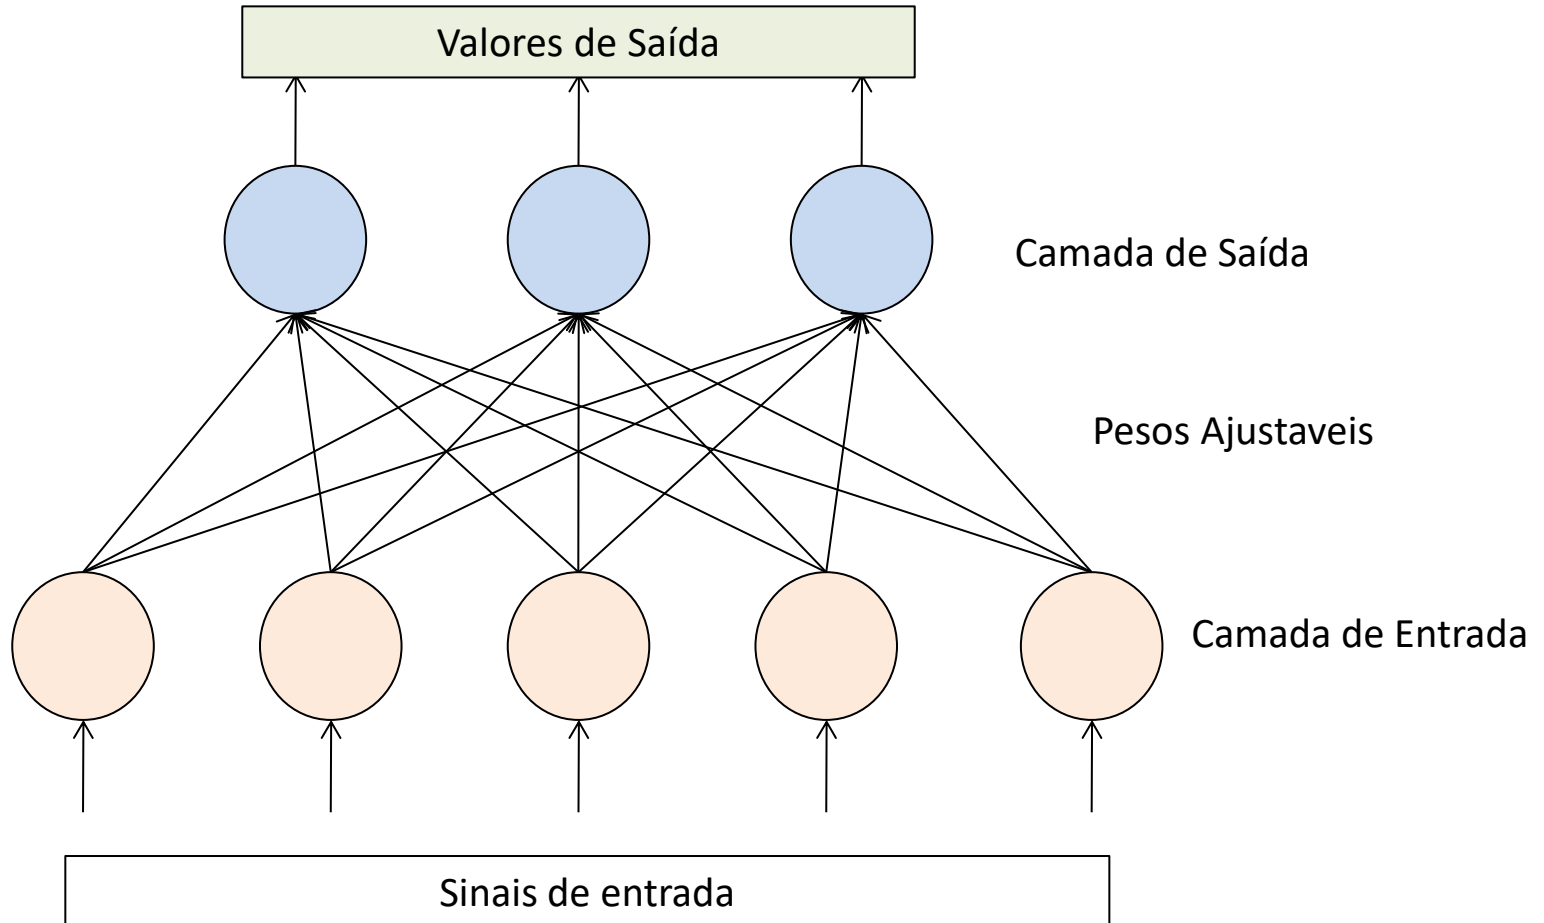 Valores de Saída
Camada de Saída
Pesos Ajustaveis
Camada de Entrada
Sinais de entrada